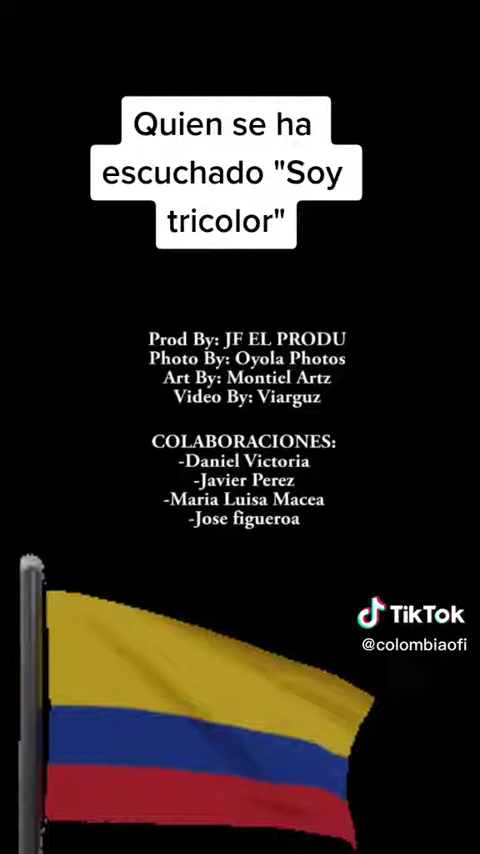 Quien se ha
escuchado "Soy
tricolor"
Prod By: JF EL PRODU
Photo By: Oyola Photos
Art By: Montiel Artz
Video By: Viarguz
COLABORACIONES:
-Daniel Victoria
-Javier Perez
-Maria Luisa Macea
-Jose figueroa
TikTok
@colombiaofi